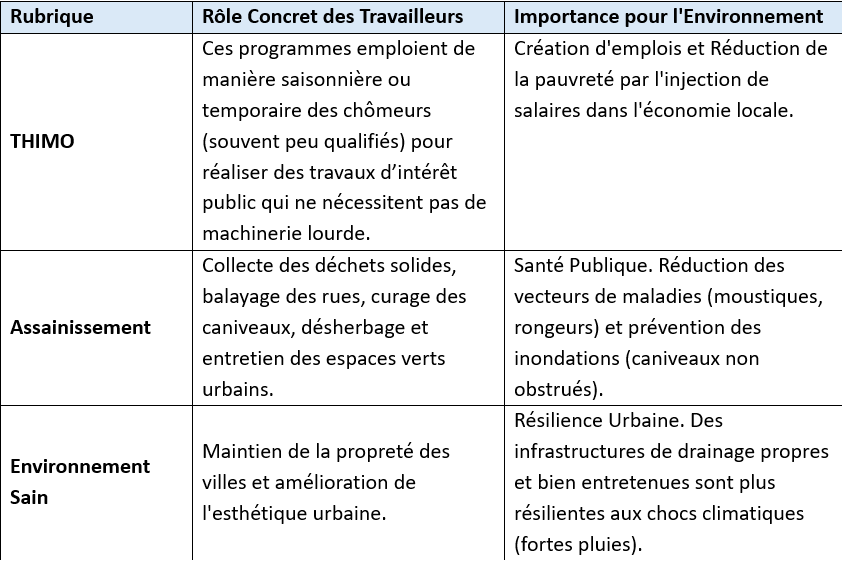 Rubrique
Rôle Concret des Travailleurs
Importance pour l'Environnement
THIMO
Ces programmes emploient de
manière saisonnière ou
temporaire des chômeurs
(souvent peu qualifiés) pour
réaliser des travaux d’intérêt
public qui ne nécessitent pas de
machinerie lourde.
Création d'emplois et Réduction de
la pauvreté par l'injection de
salaires dans l'économie locale.
Assainissement
Collecte des déchets solides,
balayage des rues, curage des
caniveaux, désherbage et
entretien des espaces verts
urbains.
Santé Publique. Réduction des
vecteurs de maladies (moustiques,
rongeurs) et prévention des
inondations (caniveaux non
obstrués).
Environnement
Sain
Maintien de la propreté des
villes et amélioration de
l'esthétique urbaine.
Résilience Urbaine. Des
infrastructures de drainage propres
et bien entretenues sont plus
résilientes aux chocs climatiques
(fortes pluies).